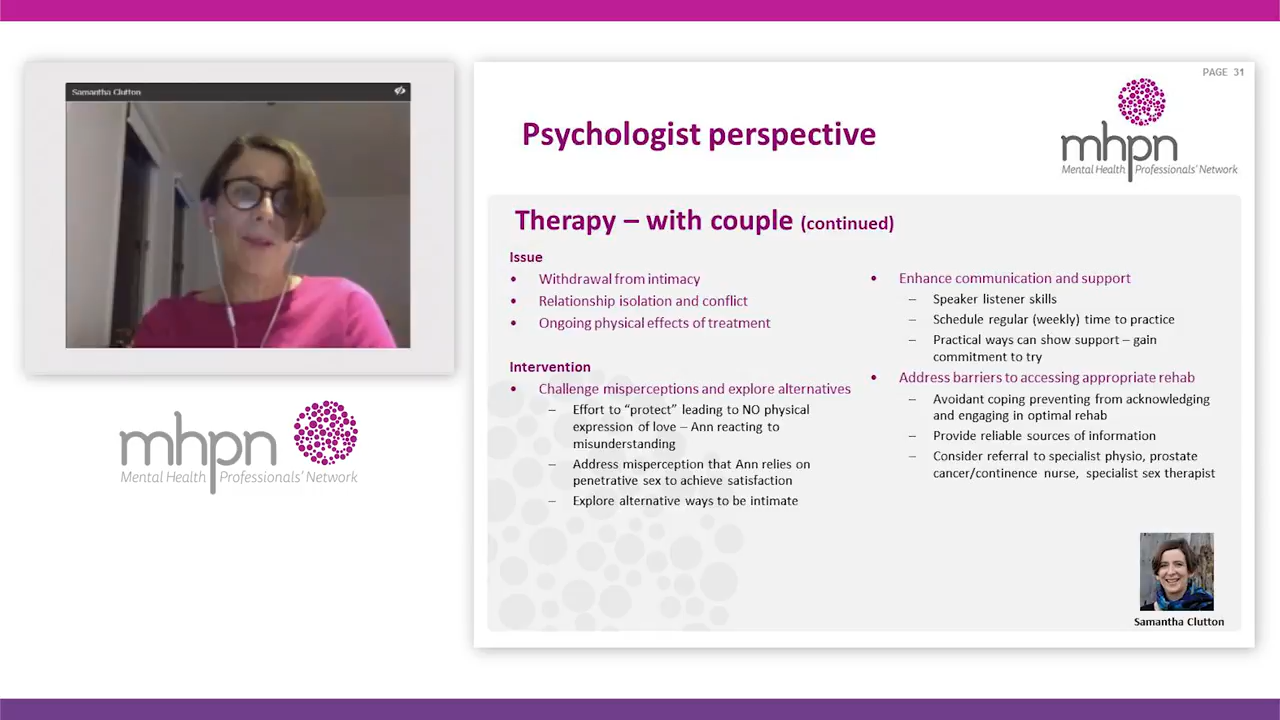 Samantha Clutton
mhpn
Mental Health Professionals' Network
PAGE 31
mhpn
Mental Health Professionals' Network
Psychologist perspective
Therapy – with couple (continued)
Issue
• Withdrawal from intimacy
• Relationship isolation and conflict
• Ongoing physical effects of treatment
Intervention
• Challenge misperceptions and explore alternatives
– Effort to “protect” leading to NO physical
expression of love – Ann reacting to
misunderstanding
– Address misperception that Ann relies on
penetrative sex to achieve satisfaction
– Explore alternative ways to be intimate
• Enhance communication and support
– Speaker listener skills
– Schedule regular (weekly) time to practice
– Practical ways can show support – gain
commitment to try
• Address barriers to accessing appropriate rehab
– Avoidant coping preventing from acknowledging
and engaging in optimal rehab
– Provide reliable sources of information
– Consider referral to specialist physio, prostate
cancer/continence nurse, specialist sex therapist
Samantha Clutton